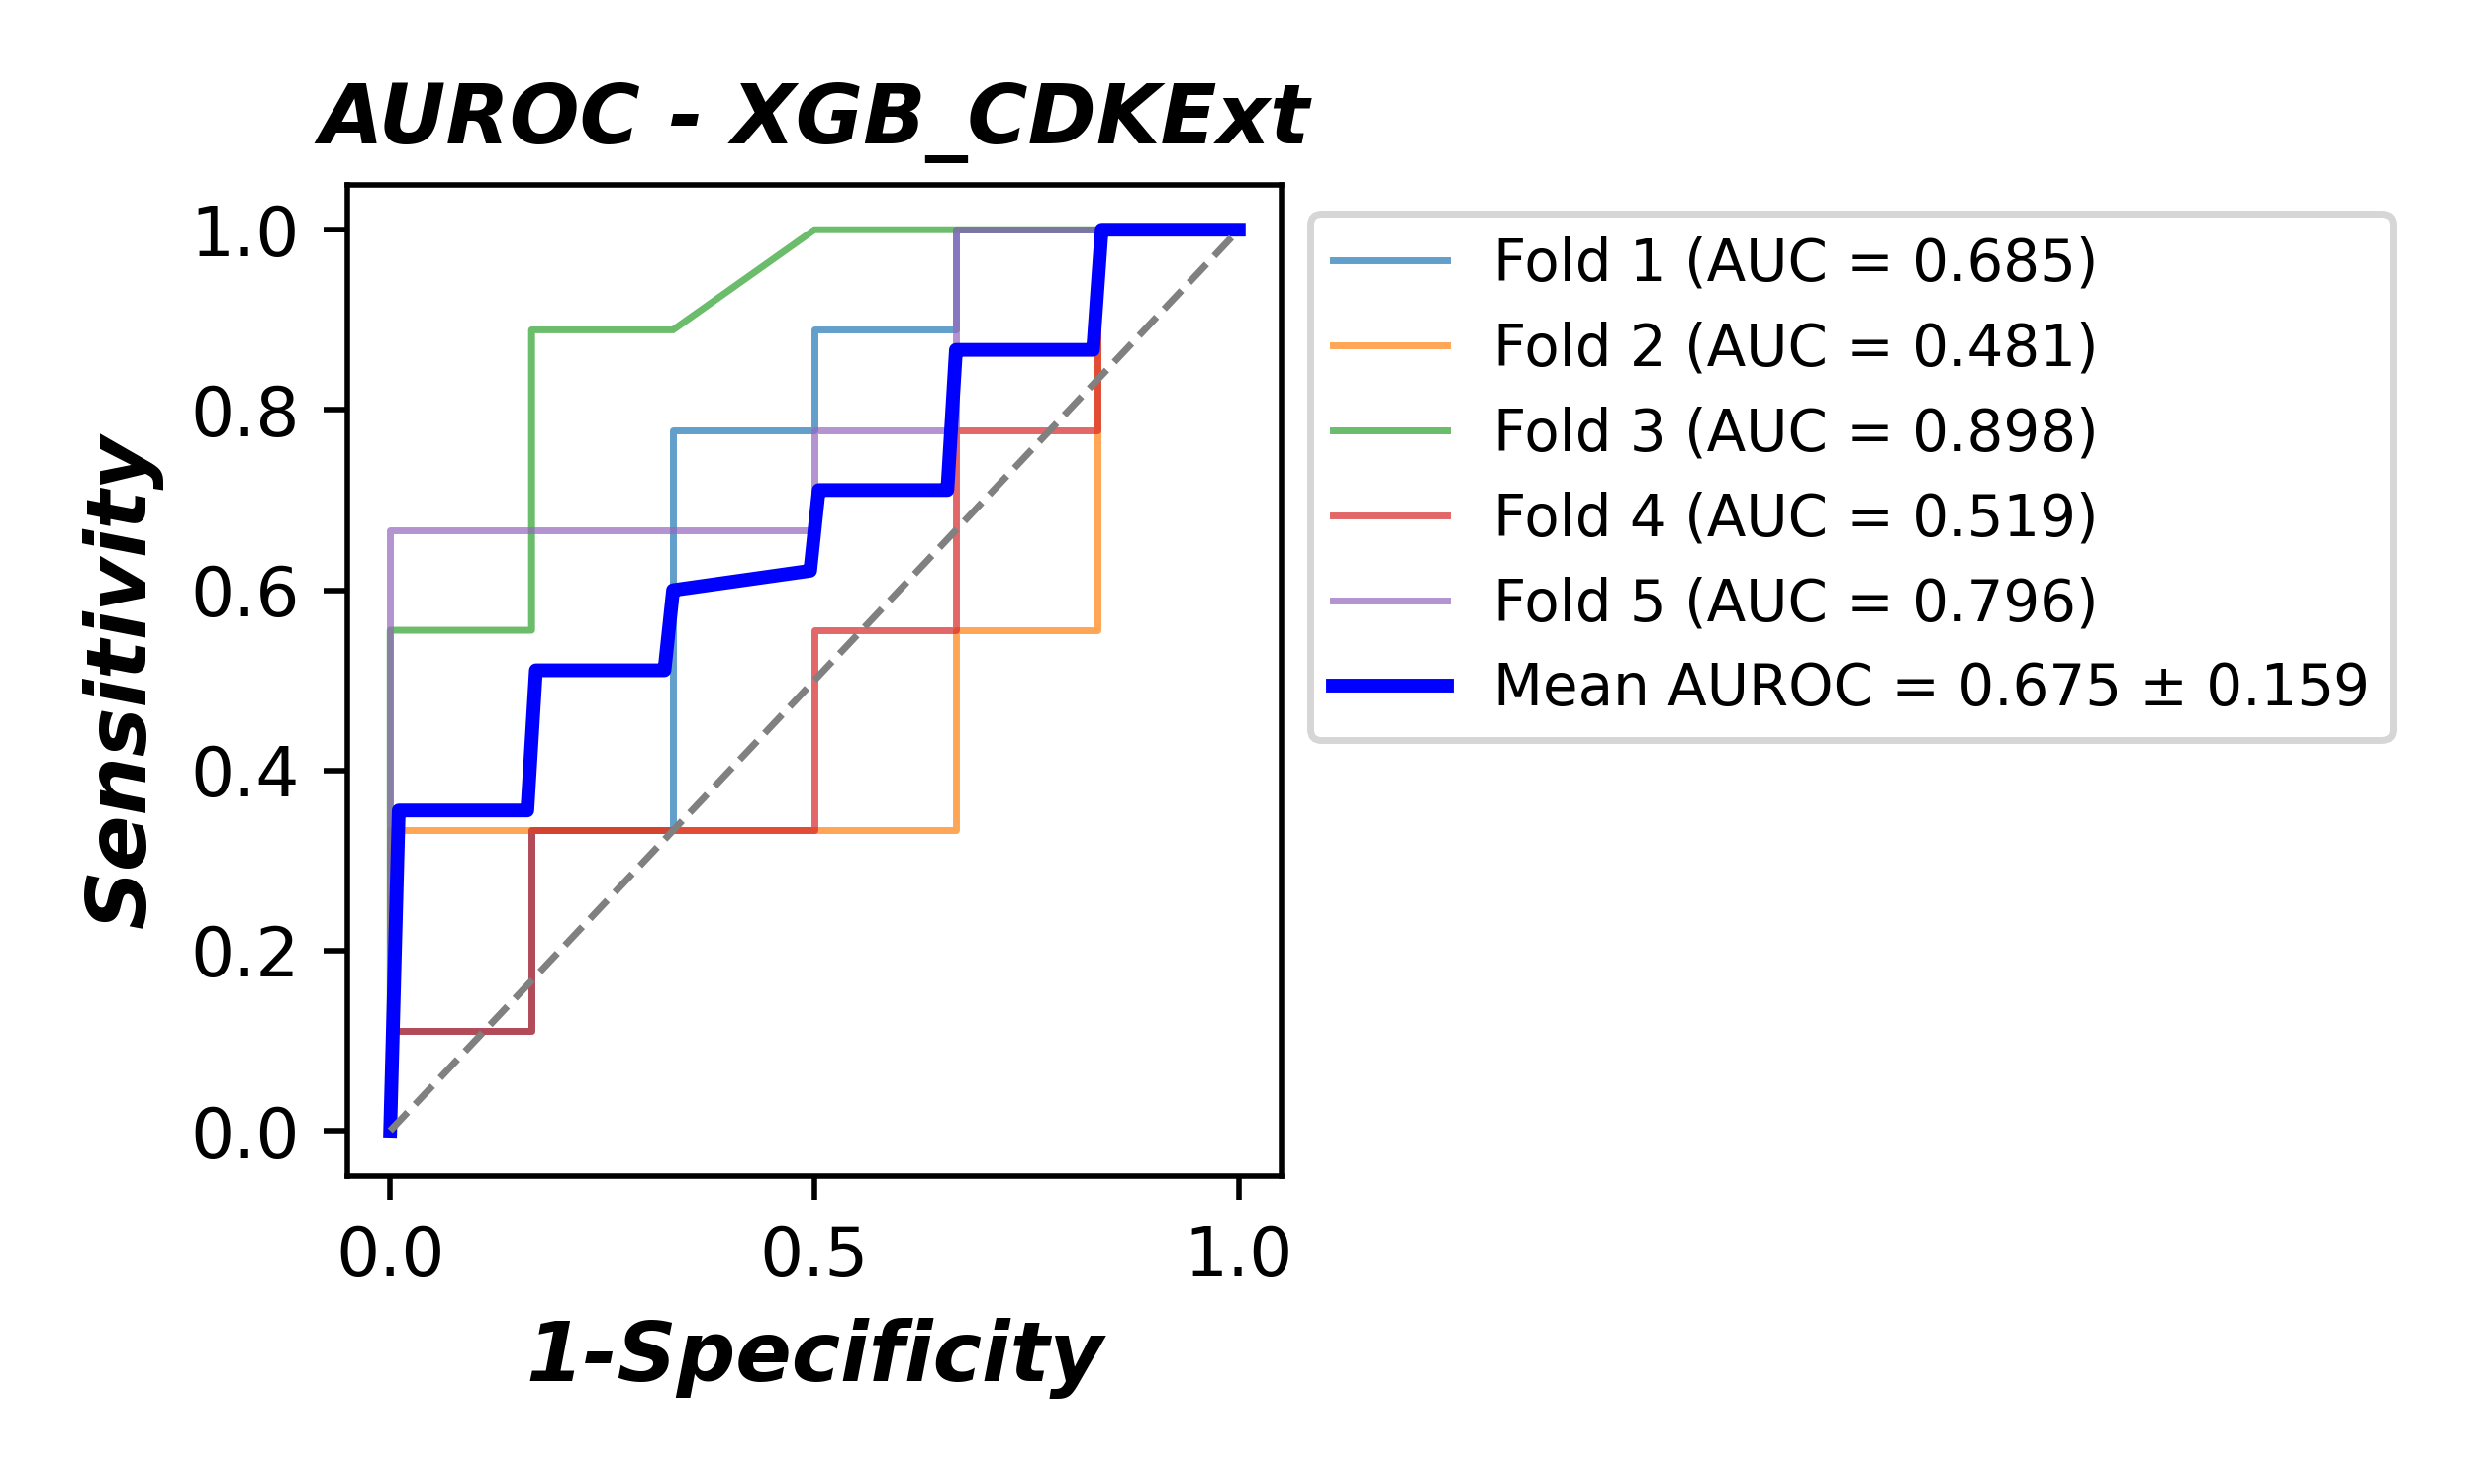 AUROC - XGB_CDKExt
Sensitivity
1.0
0.8
0.6
0.4
0.2
0.0
0.0
0.5
1.0
1-Specificity
Fold 1 (AUC = 0.685)
Fold 2 (AUC = 0.481)
Fold 3 (AUC = 0.898)
Fold 4 (AUC = 0.519)
Fold 5 (AUC = 0.796)
Mean AUROC = 0.675 ± 0.159